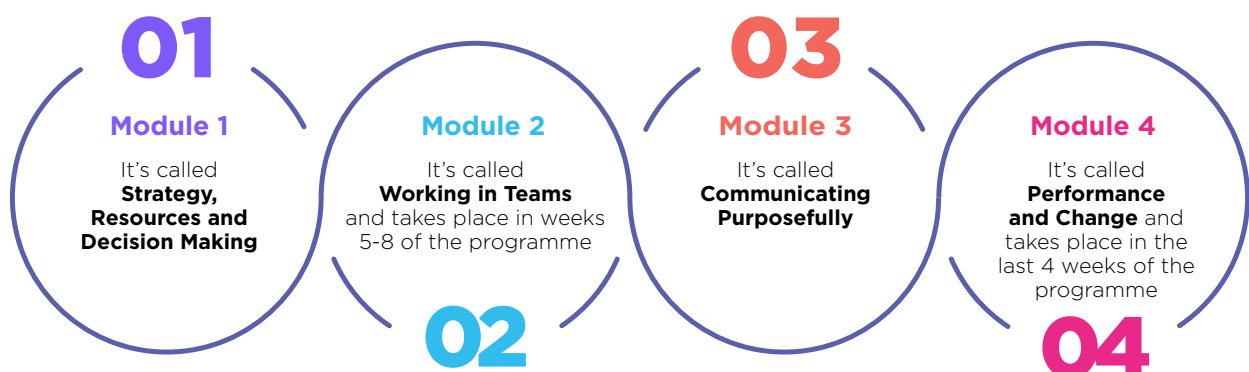 01
Module 1
It’s called
Strategy,
Resources and
Decision Making
Module 2
It’s called
Working in Teams
and takes place in weeks
5-8 of the programme
02
03
Module 3
It’s called
Communicating
Purposefully
Module 4
It’s called
Performance
and Change and
takes place in the
last 4 weeks of the
programme
04